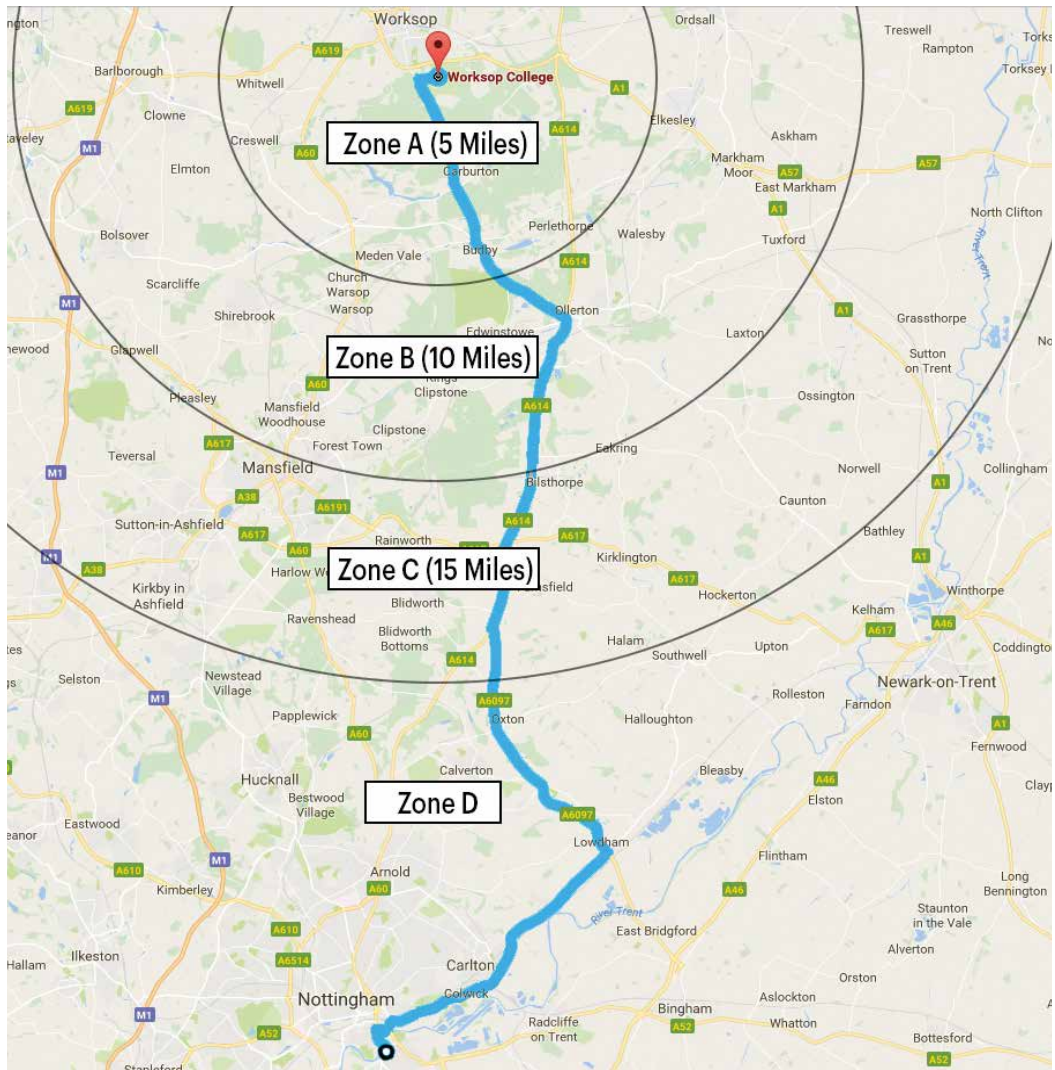 Worksop
Ordsall
Treswell
Rampton
A619
Barlborough
Whitwell
Worksop College
A1
A619
Clowne
M1
Elkesley
A614
Askham
Creswell
A60
Zone A (5 Miles)
Markham
Moor
A57
A57
Elmton
Carburton
East Markham
A1
North Clifton
Bolsover
Perlethorpe
Walesby
Tuxford
River Trent
Meden Vale
Budby
A614
Scarcliffe
Church
Warsop
Warsop
M1
A1
Shirebrook
Ollerton
Grassthorpe
Glapwell
Edwinstowe
Laxton
Zone B (10 Miles)
Sutton
on Trent
A60
Clipstone
Pleasley
Ossington
Mansfield
Woodhouse
Clipstone
A614
A617
Forest Town
Eakring
Teversal
Mansfield
Norwell
Collingham
M1
Bilsthorpe
A1
A38
A6191
Caunton
Sutton-in-Ashfield
A614
A617
A617
A60
Rainworth
Bathley
Kirklington
A1
M1
A38
Zone C (15 Miles)
A617
Kirkby in
Ashfield
Hockerton
Winthorpe
Blidworth
Kelham
Ravenshead
A617
A46
Blidworth
Bottoms
Halam
Upton
A614
Southwell
Selston
Newstead
Village
Newark-on-Trent
M1
A6097
Rolleston
Farndon
Papplewick
Oxton
Halloughton
A1
A60
Fernwood
Hucknall
Calverton
Bleasby
A46
Bestwood
Village
Zone D
Elston
Eastwood
A6097
Lowdham
M1
Flintham
A610
Arnold
Long
Bennington
Kimberley
A60
A46
Staunton
in the Vale
River Trent
A610
East Bridgford
Alverton
Ilkeston
A6514
Carlton
Orston
Nottingham
Colwick
Bingham
Aslockton
Radcliffe
on Trent
A52
A52
Whatton
Bottesford
A52
Stapleford